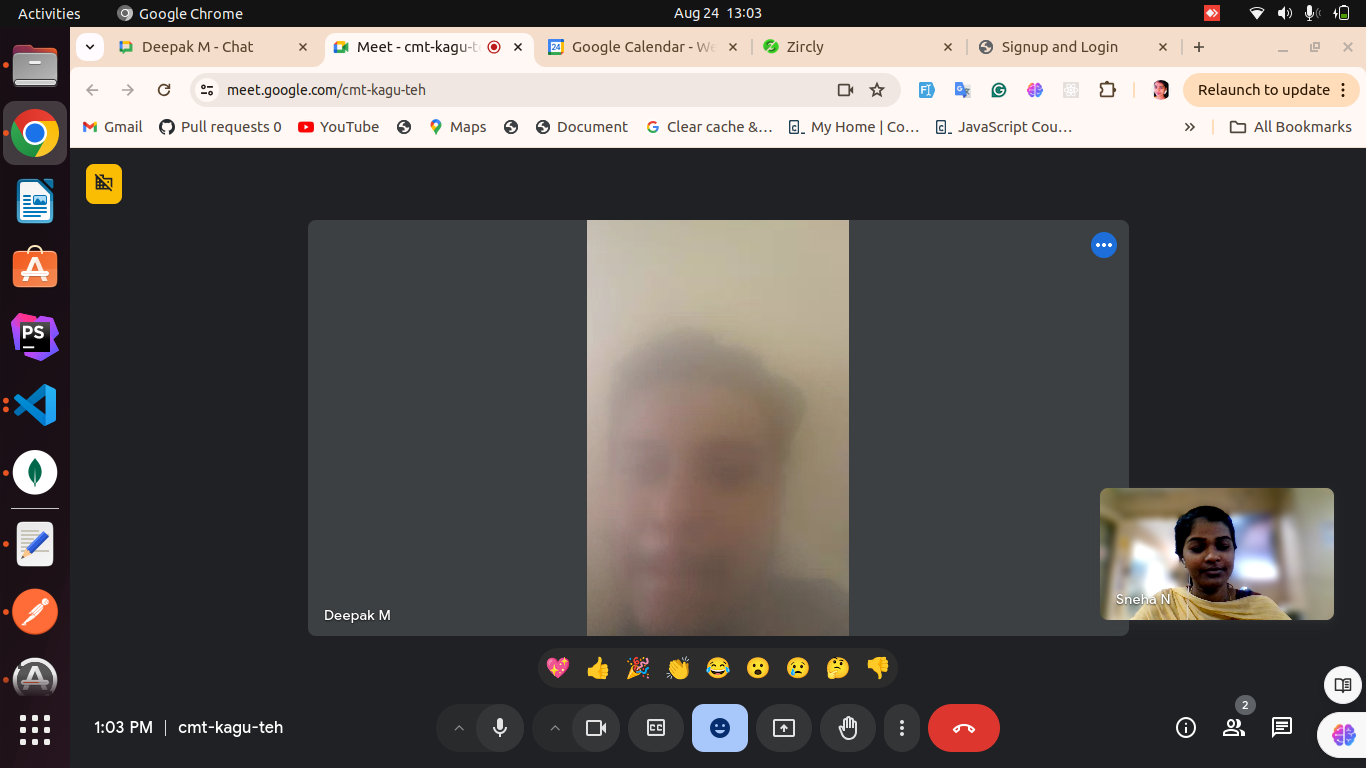 Activities
Google Chrome
Aug 24 13:03
Deepak M - Chat
Meet - cmt-kagu-t
Google Calendar - We
Zircly
Signup and Login
meet.google.com/cmt-kagu-teh
Relaunch to update
Gmail
Pull requests 0
YouTube
Maps
Document
Clear cache &...
My Home | Co...
JavaScript Cou...
All Bookmarks
PS
Deepak M
Sneha N
1:03 PM | cmt-kagu-teh
2